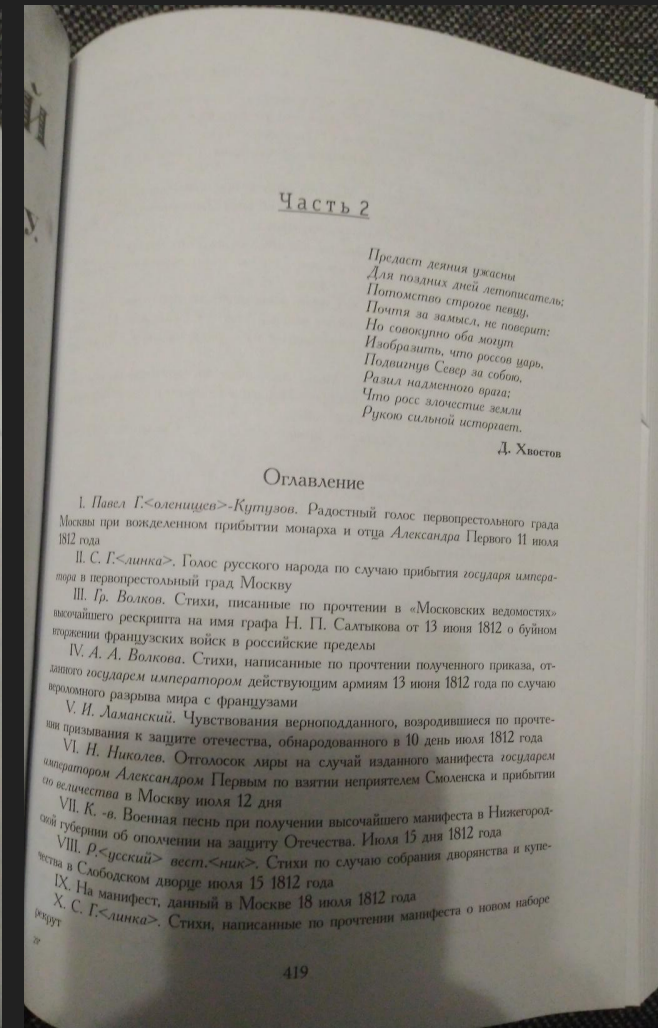 Й
У.
Часть 2
Предаст деяния ужасны
Для поздних дней летописатель;
Потомство строгое певцу,
Почтя за замысл, не поверит:
Но совокупно оба могут
Изобразить, что россов царь,
Подвигнув Север за собою,
Разил надменного врага;
Что росс злочестие земли
Рукою сильной исторгает.
Д. Хвостов
Оглавление
I. Павел Г.<оленищев>-Кутузов. Радостный голос первопрестольного града
Москвы при вожделенном прибытии монарха и отца Александра Первого 11 июля
1812 года
II. С. Г.<линка>. Голос русского народа по случаю прибытия государя импера-
тора в первопрестольный град Москву
III. Гр. Волков. Стихи, писанные по прочтении в «Московских ведомостях»
высочайшего рескрипта на имя графа Н. П. Салтыкова от 13 июня 1812 о буйном
вторжении французских войск в российские пределы
IV. А. А. Волкова. Стихи, написанные по прочтении полученного приказа, от-
данного государем императором действующим армиям 13 июня 1812 года по случаю
вероломного разрыва мира с французами
V. И. Ламанский. Чувствования верноподданного, возродившиеся по прочте-
нии призывания к защите отечества, обнародованного в 10 день июля 1812 года
VI. Н. Николев. Отголосок лиры на случай изданного манифеста государем
императором Александром Первым по взятии неприятелем Смоленска и прибытии
его величества в Москву июля 12 дня
VII. К. -в. Военная песнь при получении высочайшего манифеста в Нижегород-
ской губернии об ополчении на защиту Отечества. Июля 15 дня 1812 года
VIII. Р.<усский> вест.<ник>. Стихи по случаю собрания дворянства и купе-
чества в Слободском дворце июля 15 1812 года
IX. На манифест, данный в Москве 18 июля 1812 года
X. С. Г.<линка>. Стихи, написанные по прочтении манифеста о новом наборе
рекрут
419